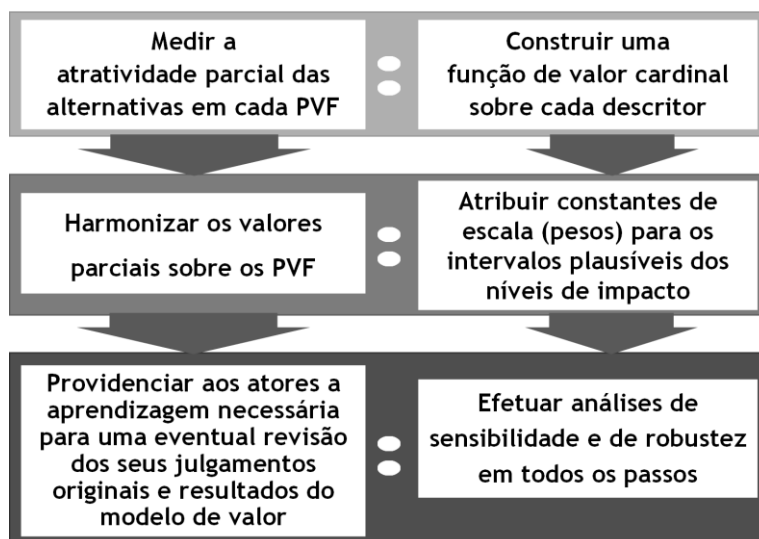 Medir a
atratividade parcial das
alternativas em cada PVF
Construir uma
função de valor cardinal
sobre cada descritor
Harmonizar os valores
parciais sobre os PVF
Atribuir constantes de
escala (pesos) para os
intervalos plausíveis dos
níveis de impacto
Providenciar aos atores a
aprendizagem necessária
para uma eventual revisão
dos seus julgamentos
originais e resultados do
modelo de valor
Efetuar análises de
sensibilidade e de robustez
em todos os passos